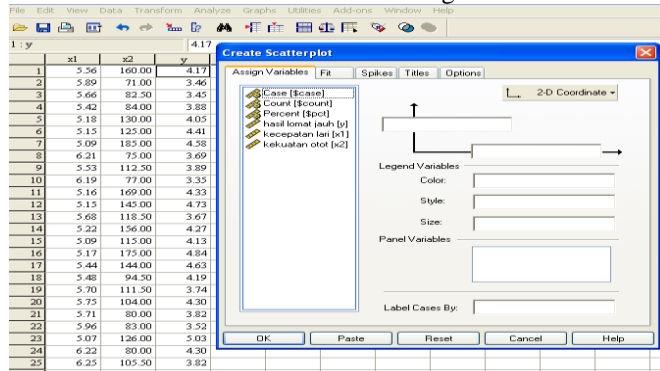 File Edit View Data Transform Analyze Graphs Utilities Add-ons Window Help
1 : y 4.17
x1 x2 y
1 5.56 160.00 4.17
2 5.89 71.00 3.46
3 5.66 82.50 3.45
4 5.42 84.00 3.88
5 5.18 130.00 4.05
6 5.15 125.00 4.41
7 5.09 185.00 4.58
8 6.21 75.00 3.69
9 5.53 112.50 3.89
10 6.19 77.00 3.35
11 5.16 169.00 4.33
12 5.15 145.00 4.73
13 5.68 118.50 3.67
14 5.22 156.00 4.27
15 5.09 115.00 4.13
16 5.17 175.00 4.84
17 5.44 144.00 4.63
18 5.48 94.50 4.19
19 5.70 111.50 3.74
20 5.75 104.00 4.30
21 5.71 80.00 3.82
22 5.96 83.00 3.52
23 5.07 126.00 5.03
24 6.22 80.00 4.30
25 6.25 105.50 3.82
Create Scatterplot
Assign Variables Fit Spikes Titles Options
Case [$case]
Count [$count]
Percent [$pct]
hasil lomat jauh [y]
kecepatan lari [x1]
kekuatan otot [x2]
2-D Coordinate
Legend Variables
Color:
Style:
Size:
Panel Variables
Label Cases By:
OK Paste Reset Cancel Help